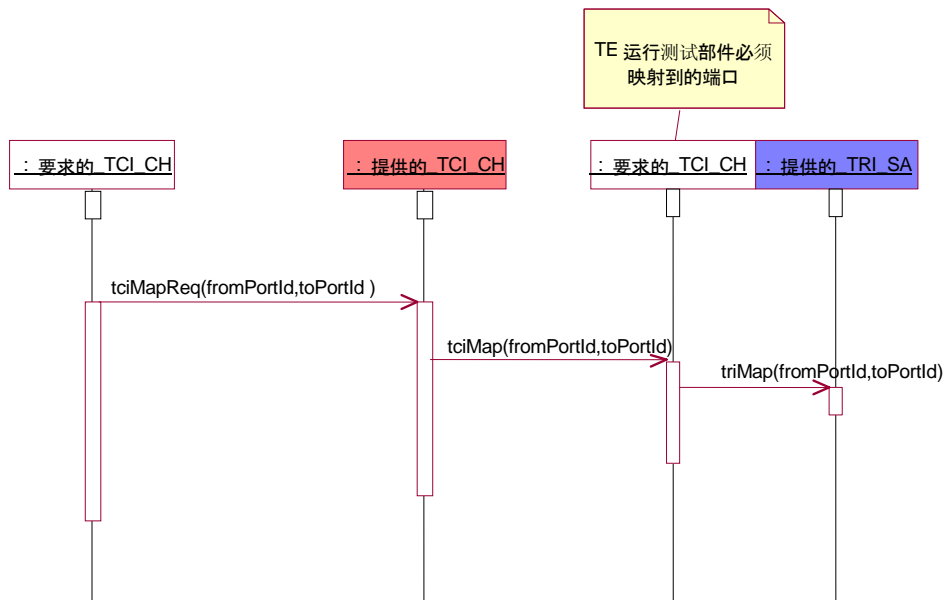 TE 运行测试部件必须
映射到的端口
: 要求的_TCI_CH
: 提供的_TCI_CH
: 要求的_TCI_CH
: 提供的_TRI_SA
tciMapReq(fromPortId,toPortId )
tciMap(fromPortId,toPortId)
triMap(fromPortId,toPortId)